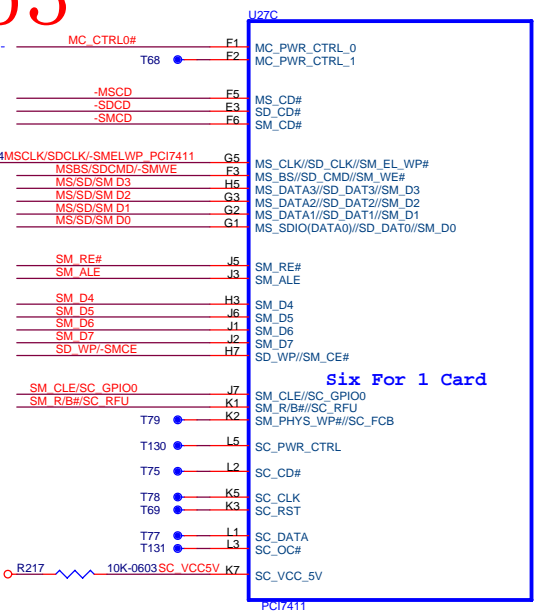 U27C
MC_CTRL0# F1 MC_PWR_CTRL_0
T68 F2 MC_PWR_CTRL_1
-MSCD F5 MS_CD#
-SDCD E3 SD_CD#
-SMCD F6 SM_CD#
MSCLK/SDCLK/-SMELWP_PCI7411 G5 MS_CLK//SD_CLK//SM_EL_WP#
MSBS/SDCMD/-SMWE F3 MS_BS//SD_CMD//SM_WE#
MS/SD/SM D3 H5 MS_DATA3//SD_DAT3//SM_D3
MS/SD/SM D2 G3 MS_DATA2//SD_DAT2//SM_D2
MS/SD/SM D1 G2 MS_DATA1//SD_DAT1//SM_D1
MS/SD/SM D0 G1 MS_SDIO(DATA0)//SD_DAT0//SM_D0
SM_RE# J5 SM_RE#
SM_ALE J3 SM_ALE
SM_D4 H3 SM_D4
SM_D5 J6 SM_D5
SM_D6 J1 SM_D6
SM_D7 J2 SM_D7
SD_WP/-SMCE H7 SD_WP//SM_CE#
Six For 1 Card
SM_CLE/SC_GPIO0 J7 SM_CLE//SC_GPIO0
SM_R/B#/SC_RFU K1 SM_R/B#//SC_RFU
T79 K2 SM_PHYS_WP#//SC_FCB
T130 L5 SC_PWR_CTRL
T75 L2 SC_CD#
T78 K5 SC_CLK
T69 K3 SC_RST
T77 L1 SC_DATA
T131 L3 SC_OC#
R217 10K-0603 SC_VCC5V K7 SC_VCC_5V
PCI7411